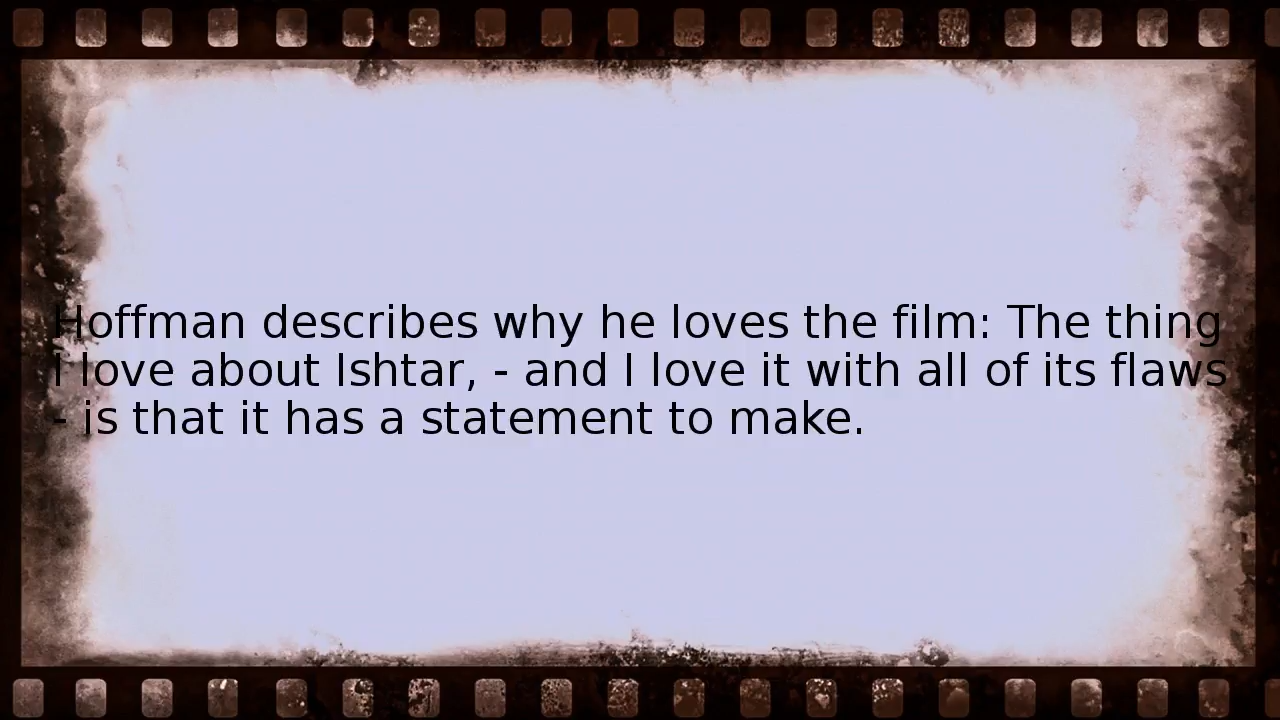 Hoffman describes why he loves the film: The thing
I love about Ishtar, - and I love it with all of its flaws
- is that it has a statement to make.